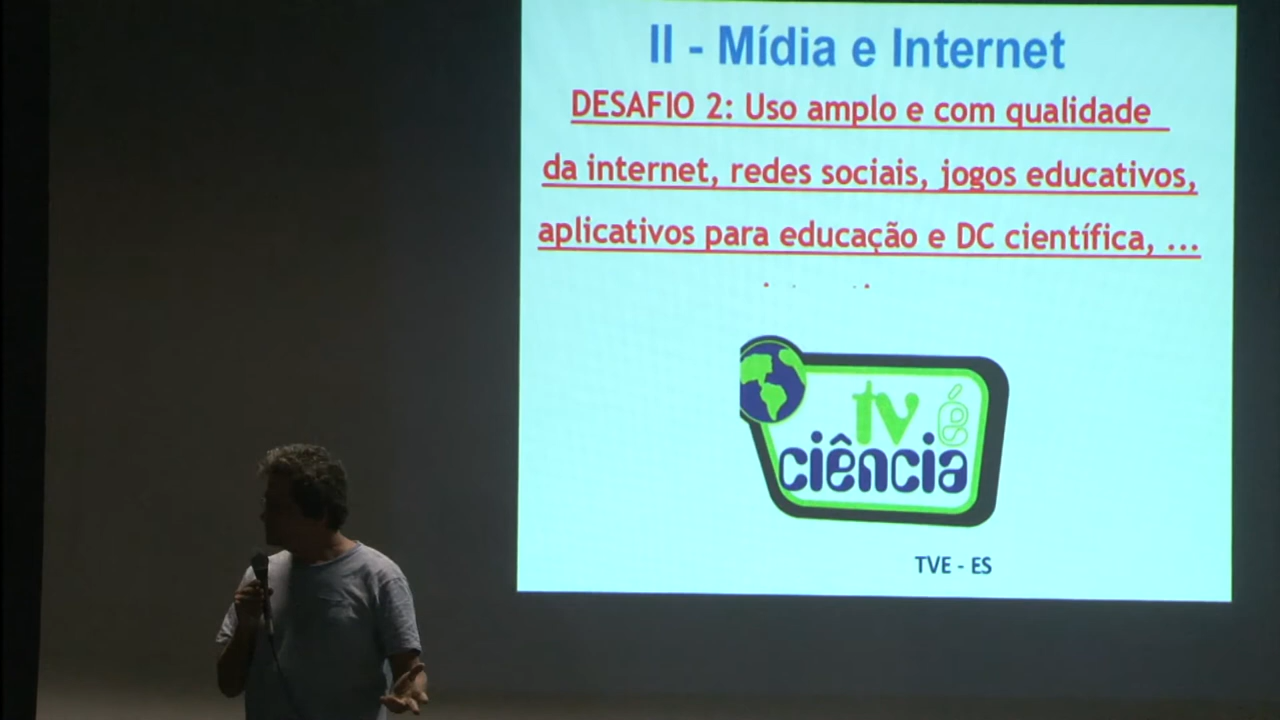 II - Mídia e Internet
DESAFIO 2: Uso amplo e com qualidade
da internet, redes sociais, jogos educativos,
aplicativos para educação e DC científica, ...
tv é
ciência
TVE - ES